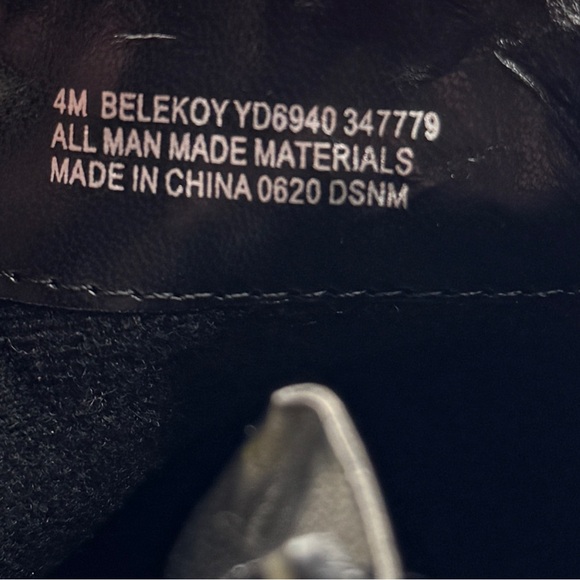 4M BELEKOY YD6940 347779
ALL MAN MADE MATERIALS
MADE IN CHINA 0620 DSNM